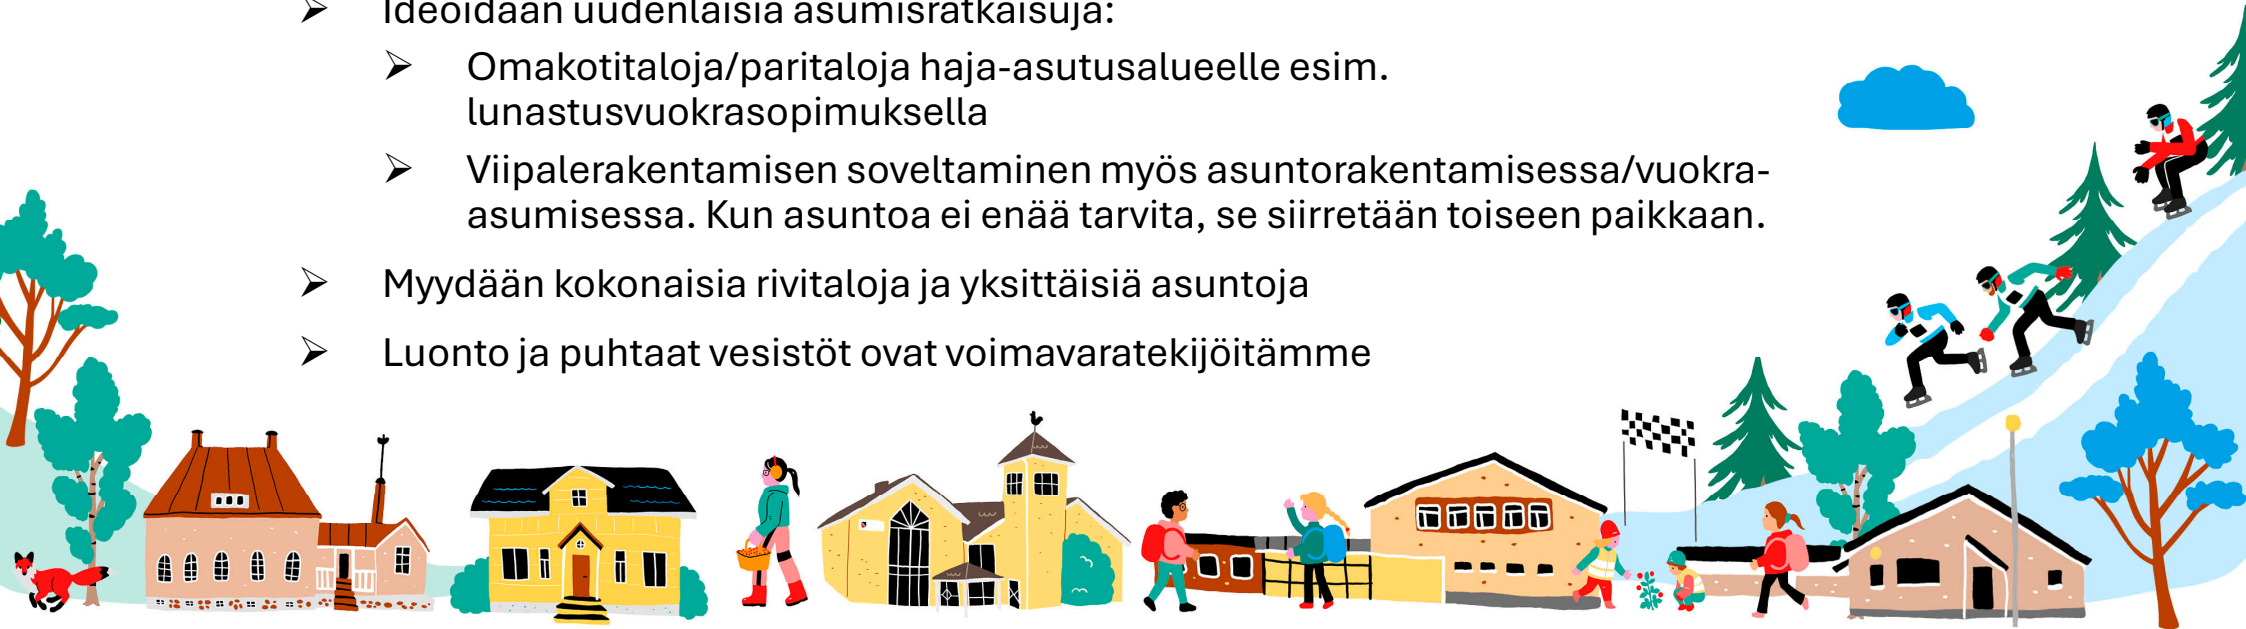 ➢ Ideoidaan uudenlaisia asumisratkaisuja:
➢ Omakotitaloja/paritaloja haja-asutusalueelle esim.
lunastusvuokrasopimuksella
➢ Viipalerakentamisen soveltaminen myös asuntorakentamisessa/vuokra-
asumisessa. Kun asuntoa ei enää tarvita, se siirretään toiseen paikkaan.
➢ Myydään kokonaisia rivitaloja ja yksittäisiä asuntoja
➢ Luonto ja puhtaat vesistöt ovat voimavaratekijöitämme